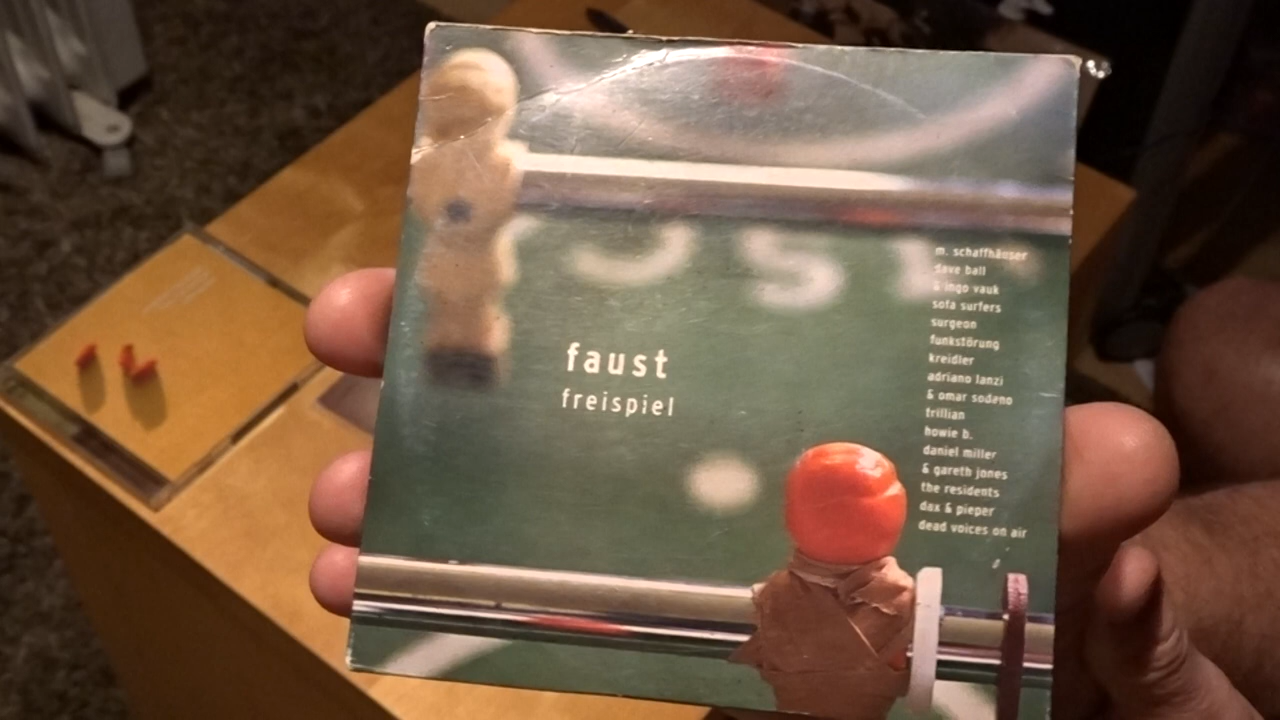 faust
freispiel
m. schaffhäuser
dave ball
& ingo vauk
sofa surfers
surgeon
funkstörung
kreidler
adriano lanzi
& omar sodano
trillian
howie b.
daniel miller
& gareth jones
the residents
dax & pieper
dead voices on air